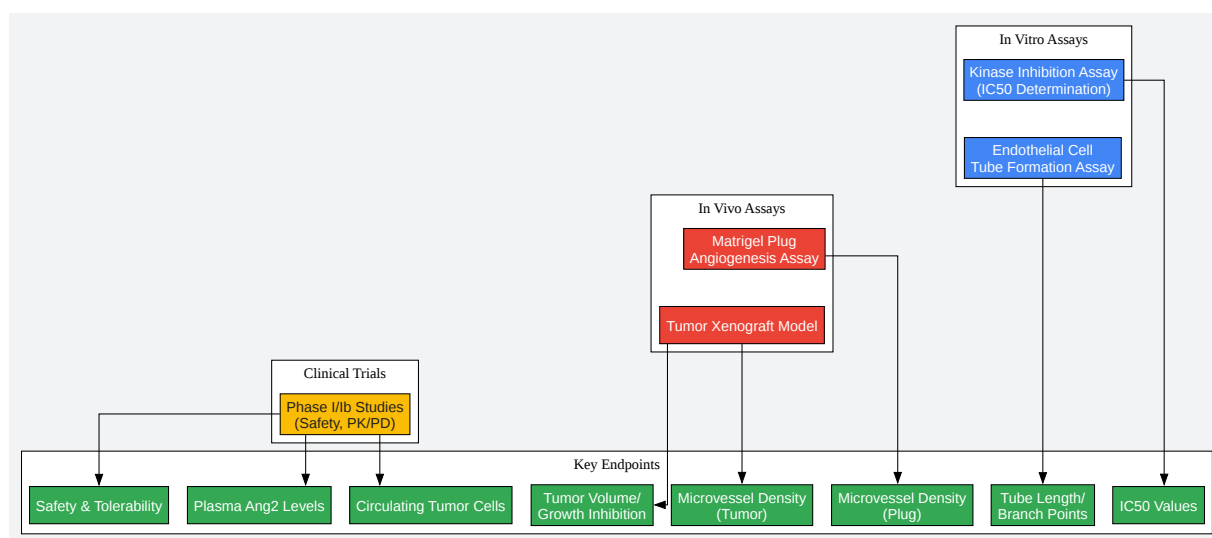 In Vitro Assays
Kinase Inhibition Assay
(IC50 Determination)
Endothelial Cell
Tube Formation Assay
In Vivo Assays
Matrigel Plug
Angiogenesis Assay
Tumor Xenograft Model
Clinical Trials
Phase I/Ib Studies
(Safety, PK/PD)
Key Endpoints
Safety & Tolerability
Plasma Ang2 Levels
Circulating Tumor Cells
Tumor Volume/
Growth Inhibition
Microvessel Density
(Tumor)
Microvessel Density
(Plug)
Tube Length/
Branch Points
IC50 Values